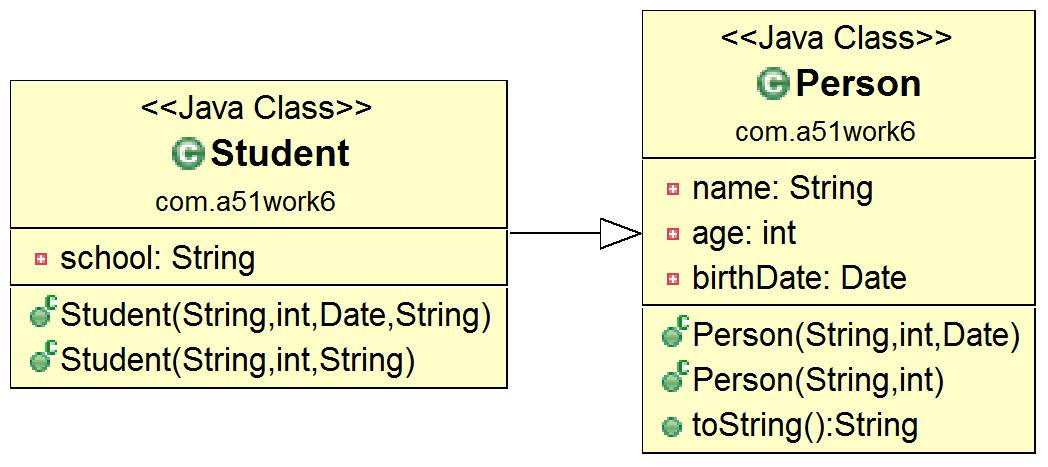 <<Java Class>>
Student
com.a51work6
school: String
Student(String,int,Date,String)
Student(String,int,String)
<<Java Class>>
Person
com.a51work6
name: String
age: int
birthDate: Date
Person(String,int,Date)
Person(String,int)
toString():String